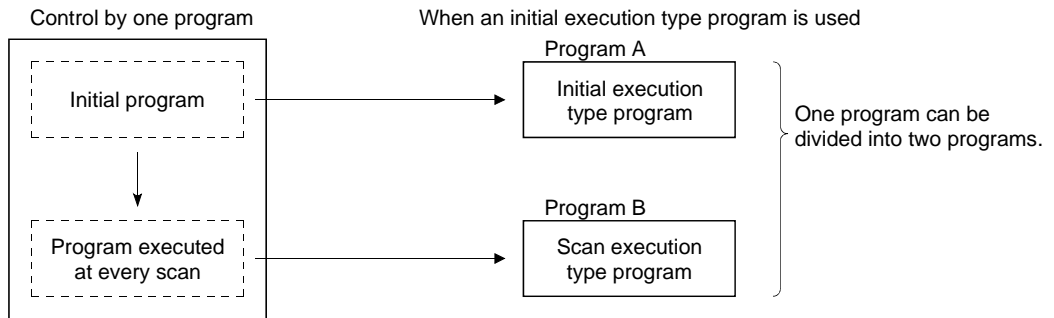 Control by one program
When an initial execution type program is used
Program A
Initial program
Initial execution
type program
One program can be
divided into two programs.
Program B
Program executed
at every scan
Scan execution
type program